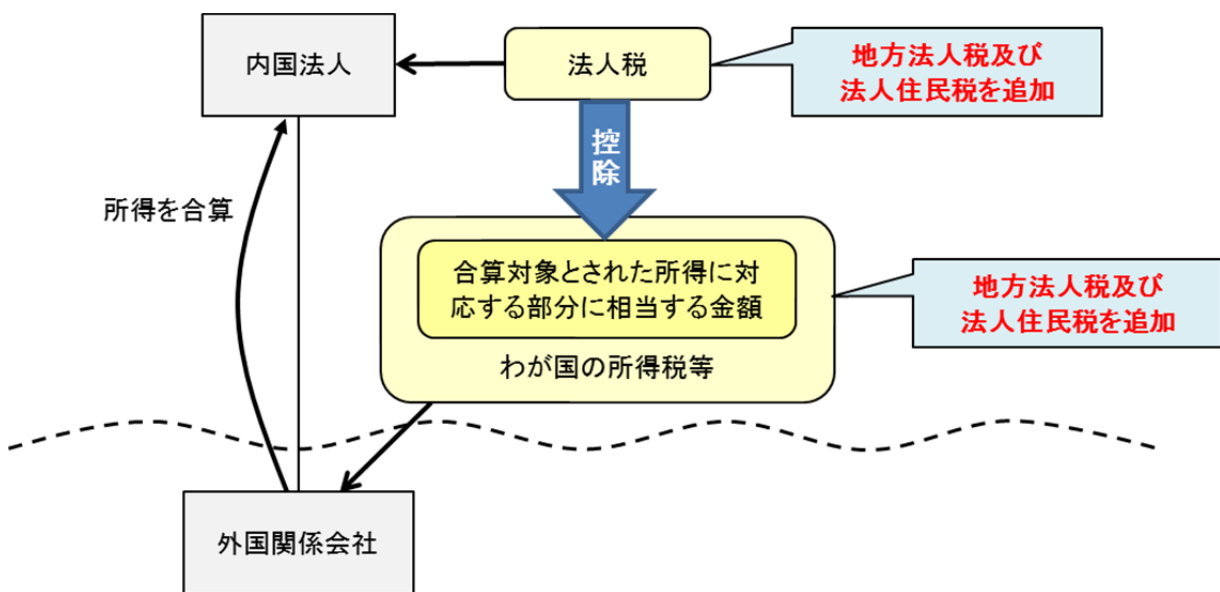 内国法人
法人税
地方法人税及び
法人住民税を追加
控除
所得を合算
合算対象とされた所得に対
応する部分に相当する金額
わが国の所得税等
地方法人税及び
法人住民税を追加
外国関係会社